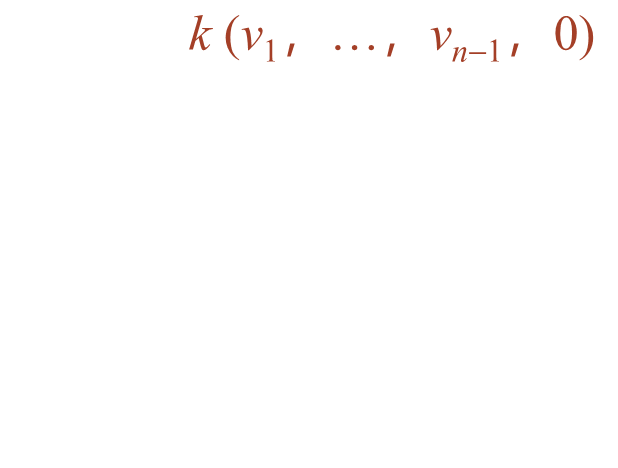 k (v₁, …, vₙ₋₁, 0)